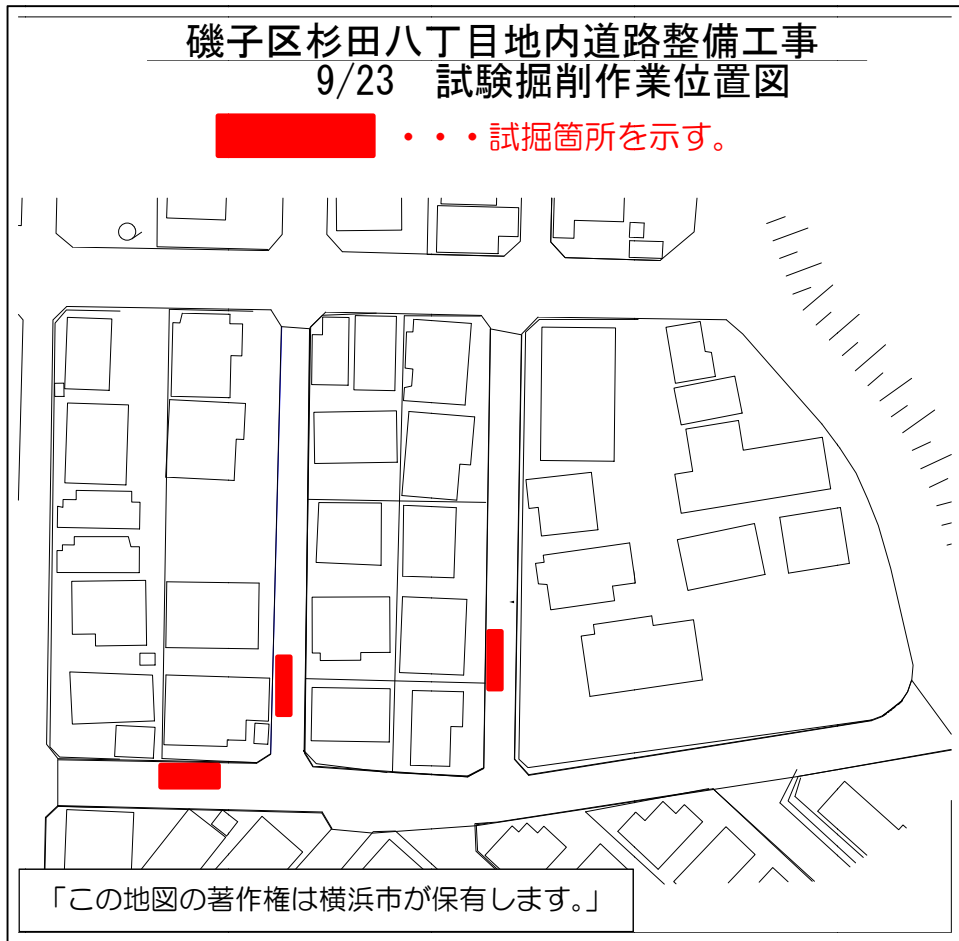 磯子区杉田八丁目地内道路整備工事
9/23　試験掘削作業位置図
・・・試掘箇所を示す。
「この地図の著作権は横浜市が保有します。」